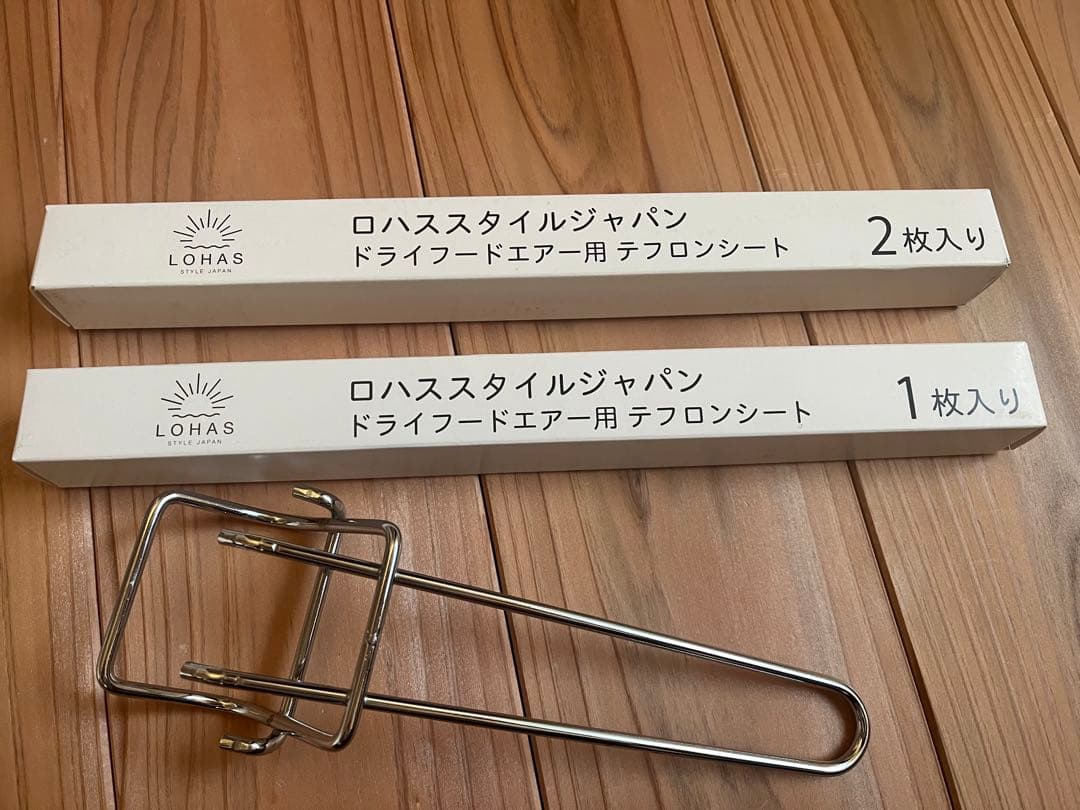 LOHAS
STYLE JAPAN
ロハススタイルジャパン
ドライフードエアー用 テフロンシート
2枚入り
LOHAS
STYLE JAPAN
ロハススタイルジャパン
ドライフードエアー用 テフロンシート
1枚入り